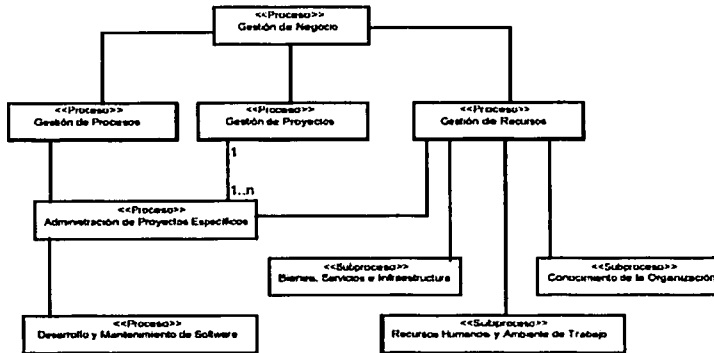 <<Proceso>>
Gestión de Negocio
<<Proceso>>
Gestión de Procesos
<<Proceso>>
Gestión de Proyectos
<<Proceso>>
Gestión de Recursos
1
1..n
<<Proceso>>
Administración de Proyectos Específicos
<<Subproceso>>
Bienes, Servicios e Infraestructura
<<Subproceso>>
Conocimiento de la Organización
<<Proceso>>
Desarrollo y Mantenimiento de Software
<<Subproceso>>
Recursos Humanos y Ambiente de Trabajo